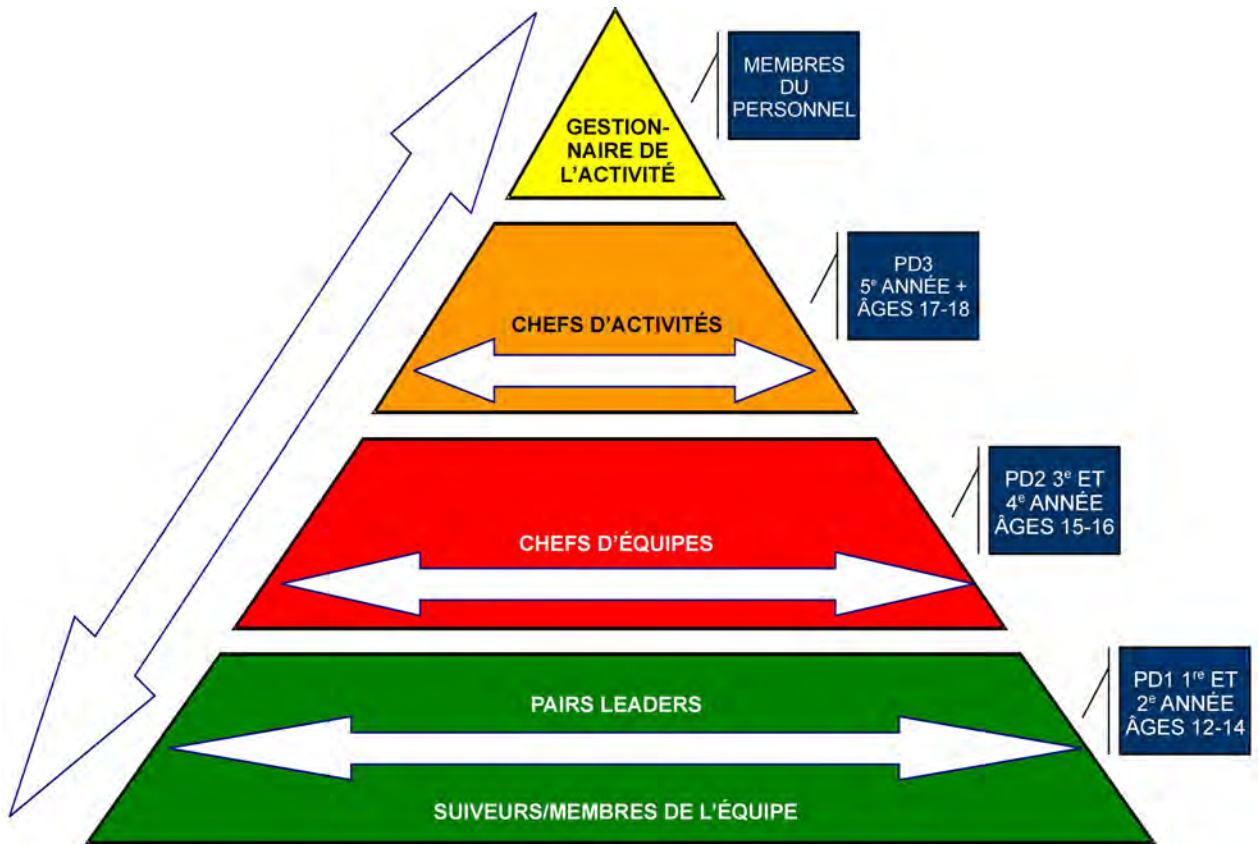 GESTION-
NAIRE DE
L'ACTIVITÉ
MEMBRES
DU
PERSONNEL
CHEFS D'ACTIVITÉS
PD3
5e ANNÉE +
ÂGES 17-18
CHEFS D'ÉQUIPES
PD2 3e ET
4e ANNÉE
ÂGES 15-16
PAIRS LEADERS
SUIVEURS/MEMBRES DE L'ÉQUIPE
PD1 1re ET
2e ANNÉE
ÂGES 12-14